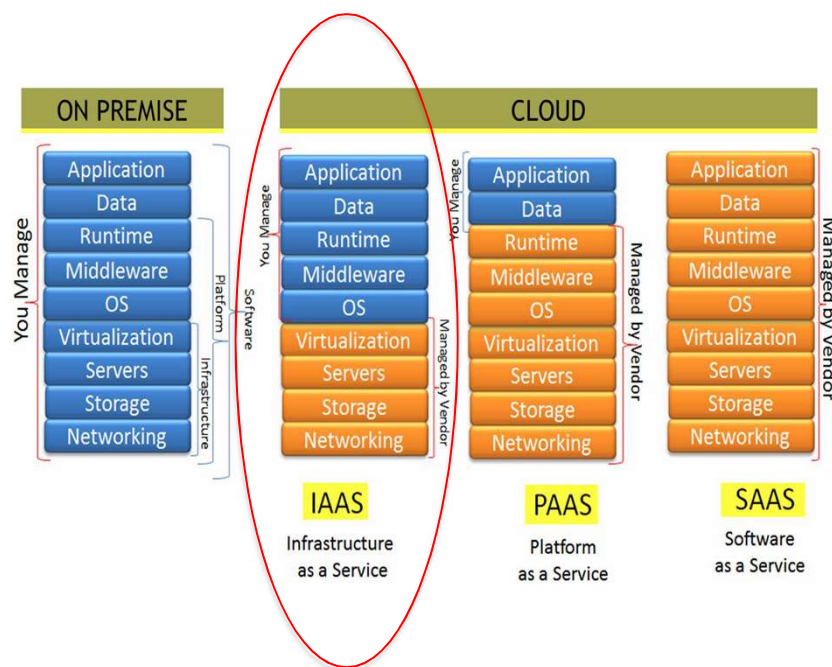 ON PREMISE
You Manage
Application
Data
Runtime
Middleware
OS
Virtualization
Servers
Storage
Networking
Infrastructure
Platform
Software
CLOUD
You Manage
Application
Data
Runtime
Middleware
OS
Virtualization
Servers
Storage
Networking
Managed by Vendor
IAAS
Infrastructure
as a Service
You Manage
Application
Data
Runtime
Middleware
OS
Virtualization
Servers
Storage
Networking
Managed by Vendor
PAAS
Platform
as a Service
Application
Data
Runtime
Middleware
OS
Virtualization
Servers
Storage
Networking
Managed by Vendor
SAAS
Software
as a Service